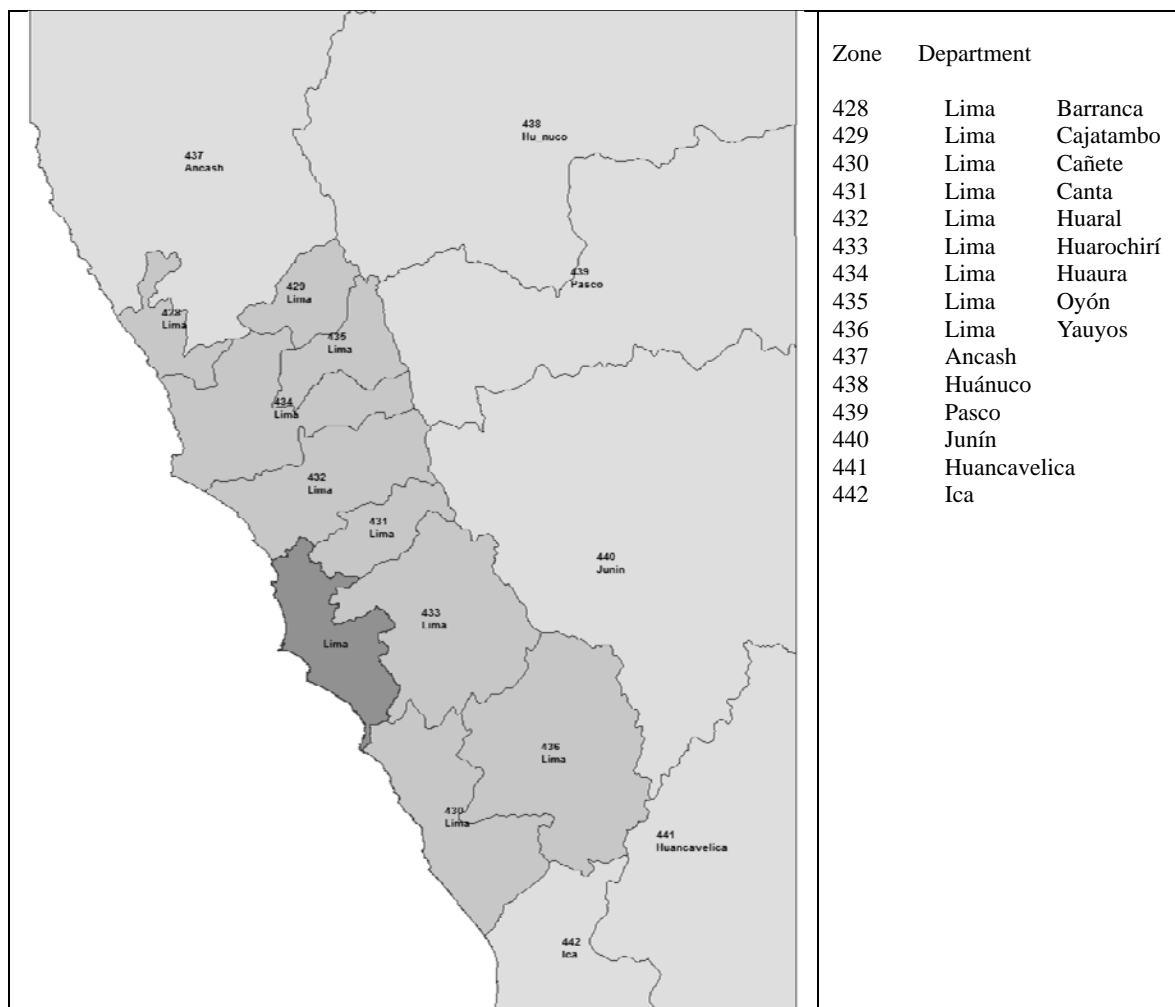 438
Hu_nuco
437
Ancash
439
Pasco
429
Lima
428
Lima
435
Lima
434
Lima
432
Lima
431
Lima
440
Junin
433
Lima
Lima
436
Lima
430
Lima
441
Huancavelica
442
Ica
Zone Department
428 Lima Barranca
429 Lima Cajatambo
430 Lima Cañete
431 Lima Canta
432 Lima Huaral
433 Lima Huarochirí
434 Lima Huaura
435 Lima Oyón
436 Lima Yauyos
437 Ancash
438 Huánuco
439 Pasco
440 Junín
441 Huancavelica
442 Ica